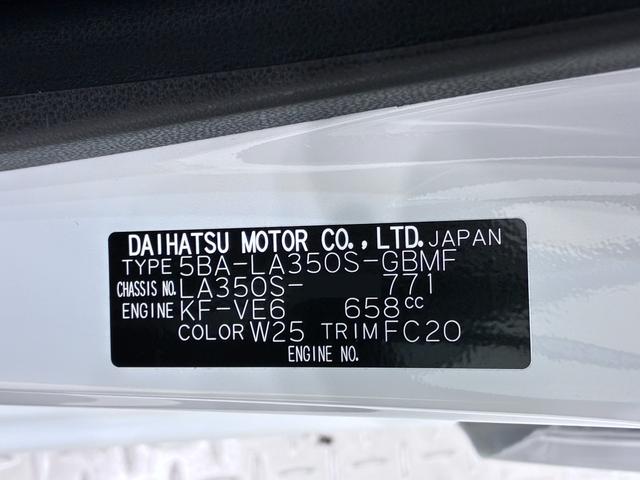 DAIHATSU MOTOR CO., LTD. JAPAN
TYPE 5BA-LA350S-GBMF
CHASSIS NO. LA350S- 771
ENGINE KF-VE6 658cc
COLOR W25 TRIM FC20
ENGINE NO.